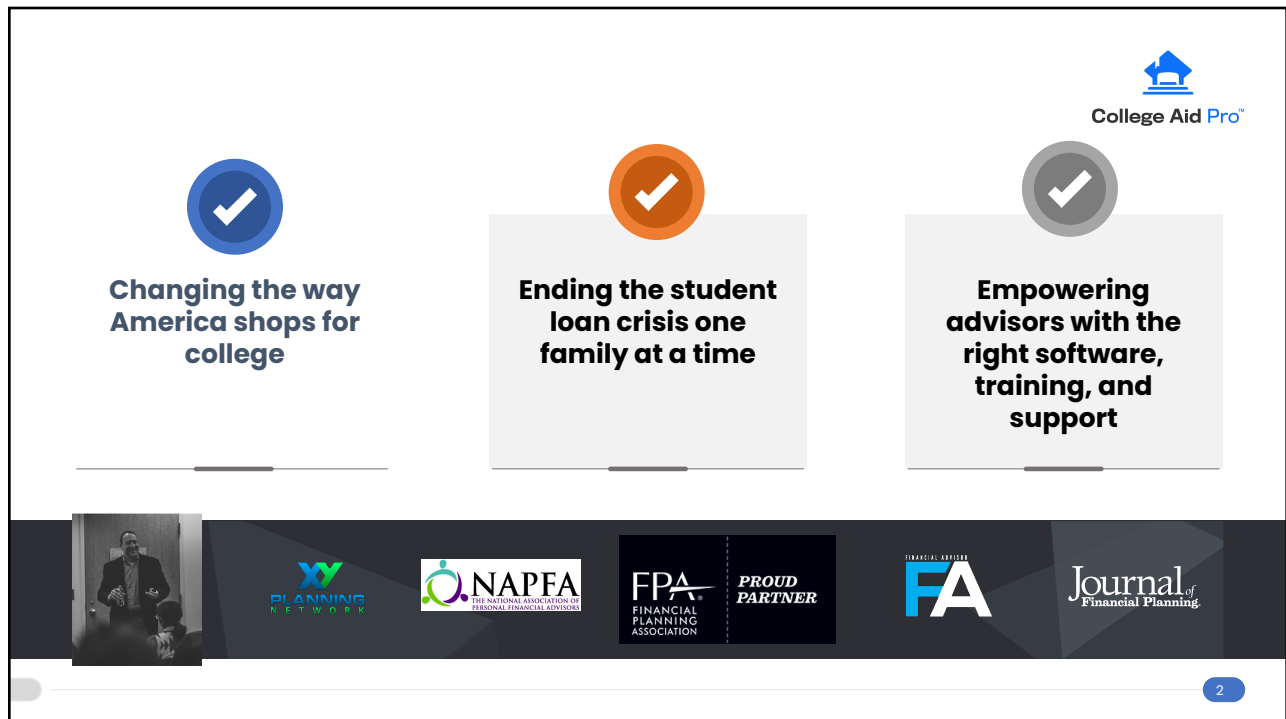 College Aid Pro™
Changing the way
America shops for
college
Ending the student
loan crisis one
family at a time
Empowering
advisors with the
right software,
training, and
support
XY
PLANNING
NETWORK
NAPFA
THE NATIONAL ASSOCIATION OF
PERSONAL FINANCIAL ADVISORS
FPA®
FINANCIAL
PLANNING
ASSOCIATION
PROUD
PARTNER
FINANCIAL ADVISOR
FA
Journal of
Financial Planning
2